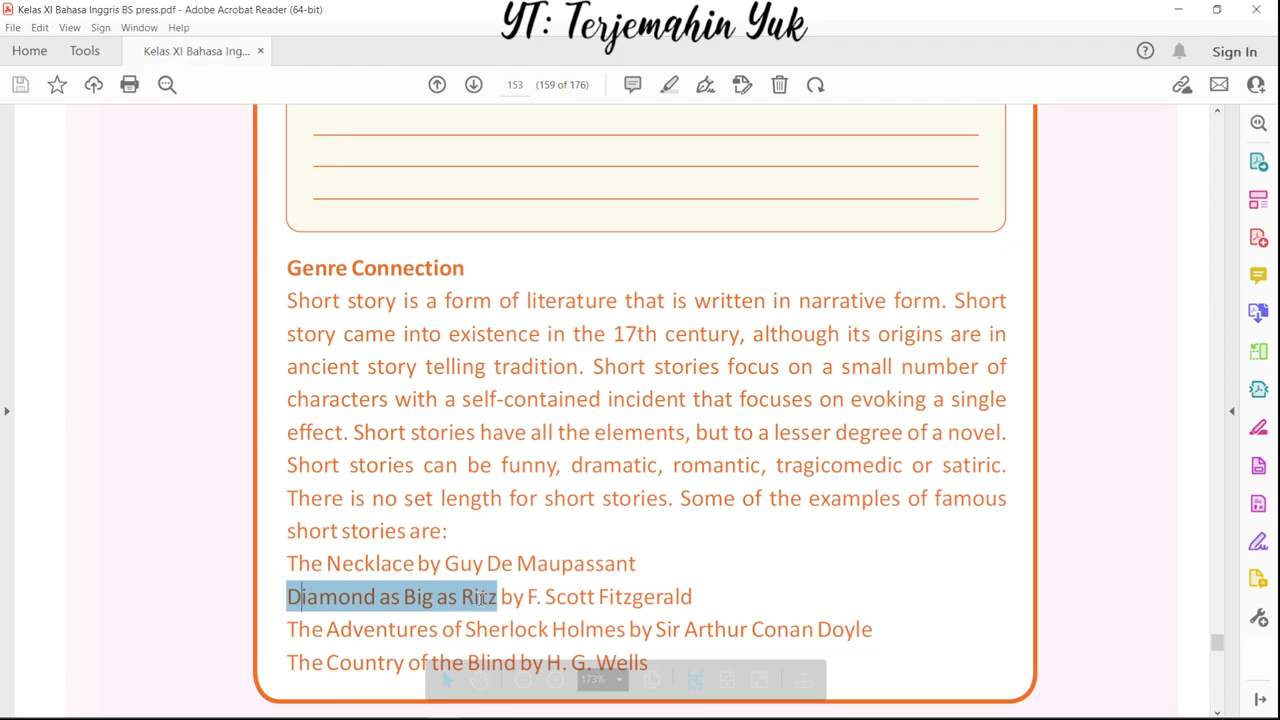 Kelas XI Bahasa Inggris BS press.pdf - Adobe Acrobat Reader (64-bit)
YT: Terjemahin Yuk
File Edit View Sign Window Help
Home Tools Kelas XI Bahasa Ing... × Sign In
153 (159 of 176)
Genre Connection
Short story is a form of literature that is written in narrative form. Short
story came into existence in the 17th century, although its origins are in
ancient story telling tradition. Short stories focus on a small number of
characters with a self-contained incident that focuses on evoking a single
effect. Short stories have all the elements, but to a lesser degree of a novel.
Short stories can be funny, dramatic, romantic, tragicomedic or satiric.
There is no set length for short stories. Some of the examples of famous
short stories are:
The Necklace by Guy De Maupassant
Diamond as Big as Ritz by F. Scott Fitzgerald
The Adventures of Sherlock Holmes by Sir Arthur Conan Doyle
The Country of the Blind by H. G. Wells
173%